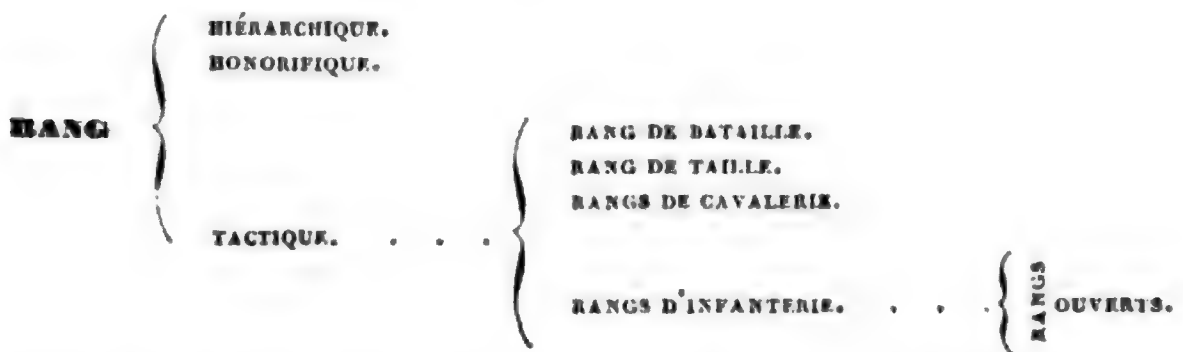 RANG
HIÉRARCHIQUE.
HONORIFIQUE.
TACTIQUE. . . .
RANG DE BATAILLE.
RANG DE TAILLE.
RANGS DE CAVALERIE.
RANGS D'INFANTERIE. . . .
RANGS
OUVERTS.